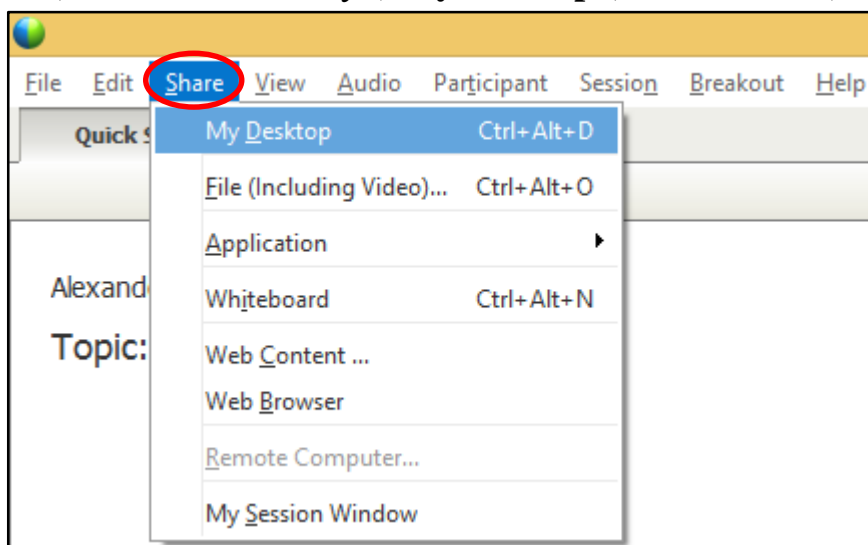 File Edit Share View Audio Participant Session Breakout Help
Quick
My Desktop Ctrl+Alt+D
File (Including Video)... Ctrl+Alt+O
Application
Alexand
Whiteboard Ctrl+Alt+N
Topic:
Web Content ...
Web Browser
Remote Computer...
My Session Window